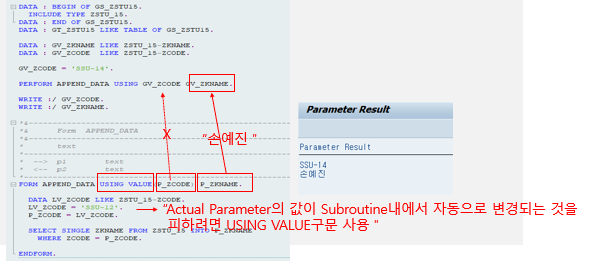 DATA : BEGIN OF GS_ZSTU15.
INCLUDE TYPE ZSTU_15.
DATA : END OF GS_ZSTU15.
DATA : GT_ZSTU15 LIKE TABLE OF GS_ZSTU15.
DATA : GV_ZKNAME LIKE ZSTU_15-ZKNAME.
DATA : GV_ZCODE LIKE ZSTU_15-ZCODE.
GV_ZCODE = 'SSU-14'.
PERFORM APPEND_DATA USING GV_ZCODE GV_ZKNAME.
WRITE :/ GV_ZCODE.
WRITE :/ GV_ZKNAME.
X
"손예진 "
*&---------------------------------------------------------------------
*& Form APPEND_DATA
*&---------------------------------------------------------------------
* text
*----------------------------------------------------------------------
* --> p1 text
* <-- p2 text
*----------------------------------------------------------------------
FORM APPEND_DATA USING VALUE(P_ZCODE) P_ZKNAME.
DATA LV_ZCODE LIKE ZSTU_15-ZCODE.
LV_ZCODE = 'SSU-12'.
P_ZCODE = LV_ZCODE.
"Actual Parameter의 값이 Subroutine내에서 자동으로 변경되는 것을
피하려면 USING VALUE구문 사용 "
SELECT SINGLE ZKNAME FROM ZSTU_15 INTO P_ZKNAME
WHERE ZCODE = P_ZCODE.
ENDFORM.
Parameter Result
Parameter Result
SSU-14
손예진